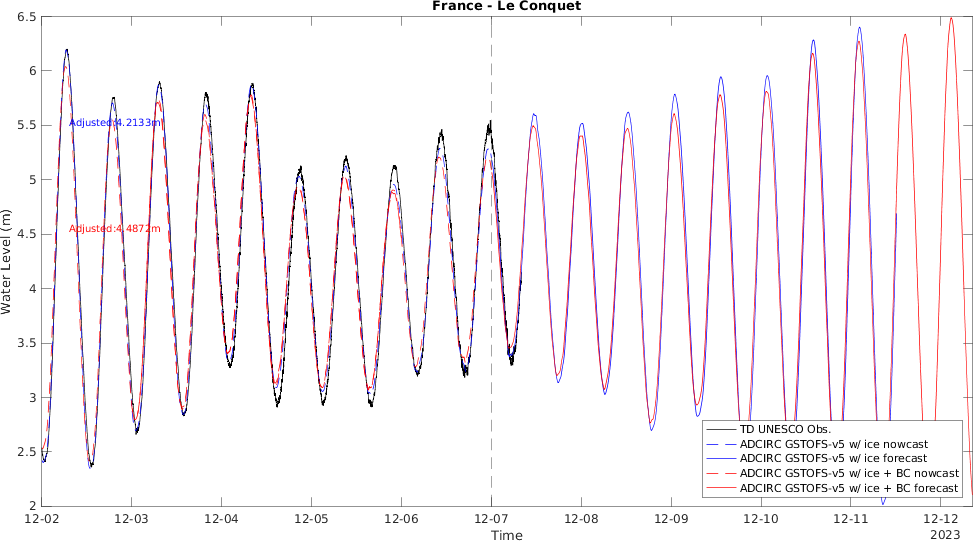 France - Le Conquet
Water Level (m)
6.5
6
5.5
5
4.5
4
3.5
3
2.5
2
Adjusted:4.2133m
Adjusted:4.4872m
TD UNESCO Obs.
ADCIRC GSTOFS-v5 w/ ice nowcast
ADCIRC GSTOFS-v5 w/ ice forecast
ADCIRC GSTOFS-v5 w/ ice + BC nowcast
ADCIRC GSTOFS-v5 w/ ice + BC forecast
12-02 12-03 12-04 12-05 12-06 12-07 12-08 12-09 12-10 12-11 12-12
2023
Time